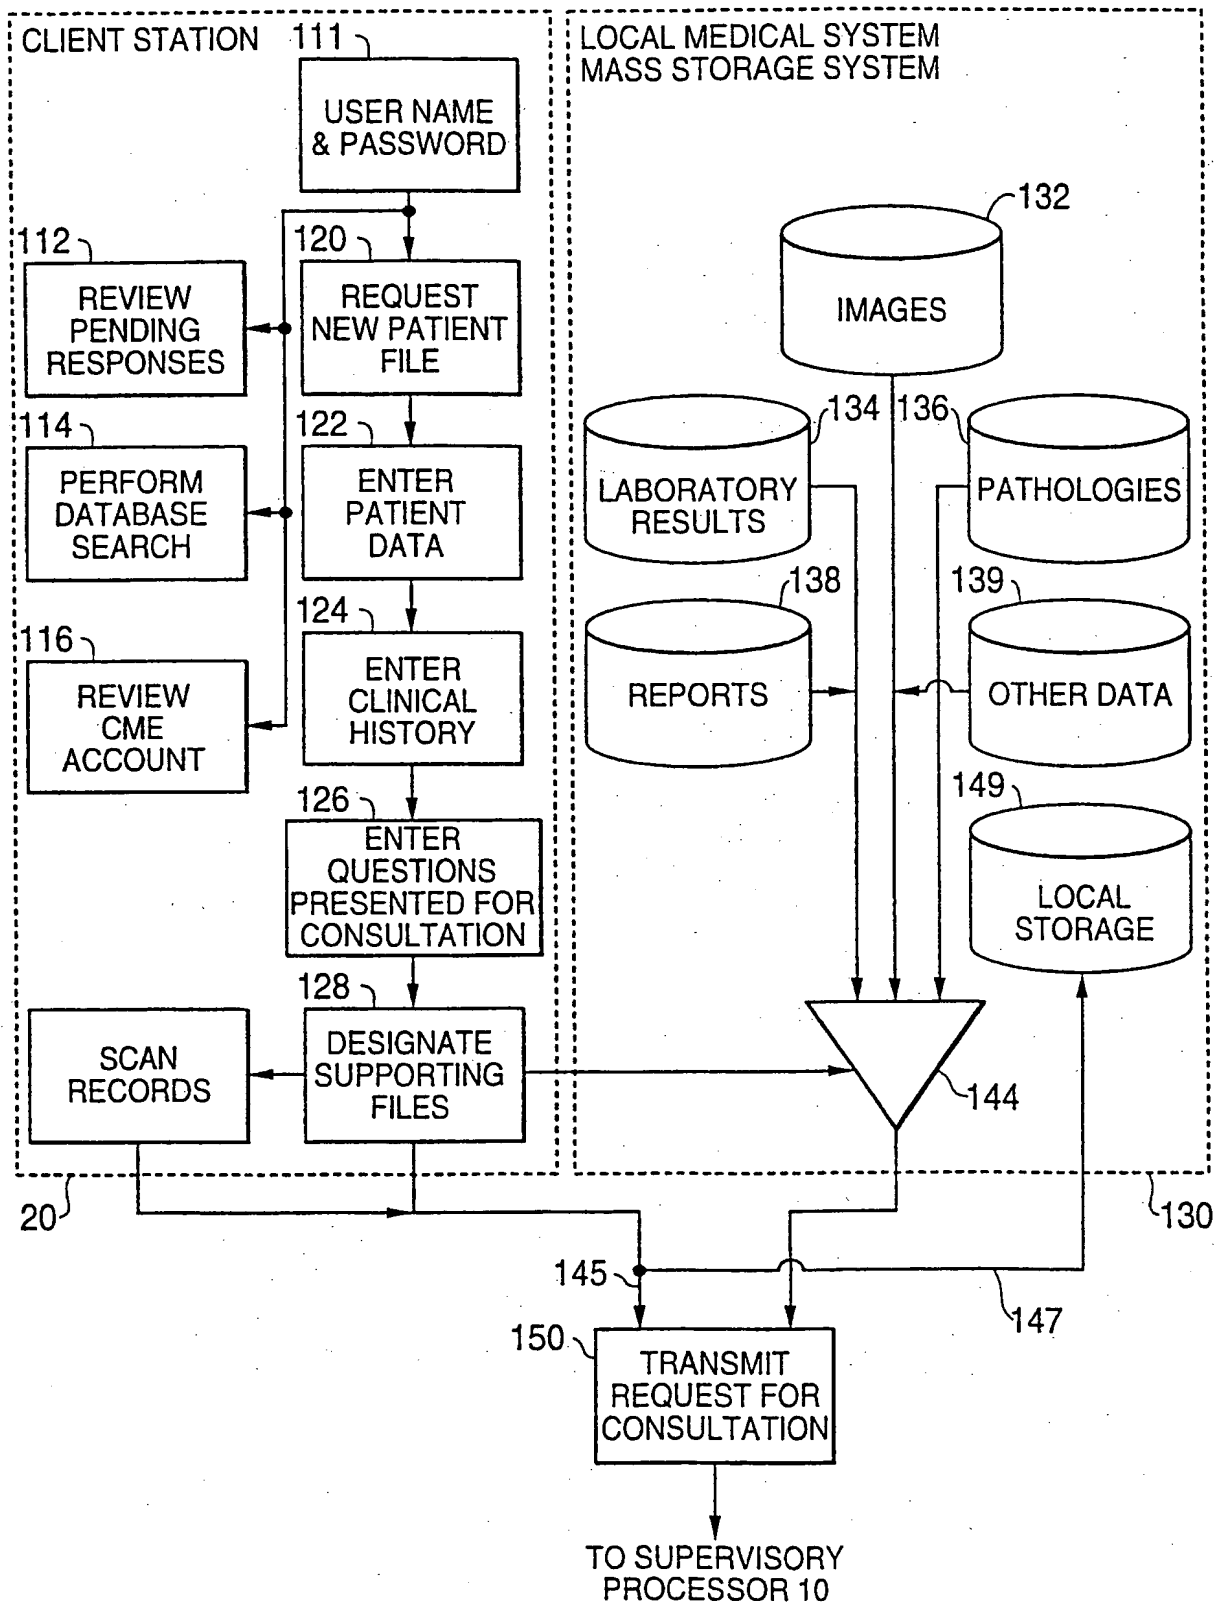 CLIENT STATION
111
USER NAME
& PASSWORD
112
REVIEW
PENDING
RESPONSES
120
REQUEST
NEW PATIENT
FILE
114
PERFORM
DATABASE
SEARCH
122
ENTER
PATIENT
DATA
116
REVIEW
CME
ACCOUNT
124
ENTER
CLINICAL
HISTORY
126
ENTER
QUESTIONS
PRESENTED FOR
CONSULTATION
128
DESIGNATE
SUPPORTING
FILES
SCAN
RECORDS
20
LOCAL MEDICAL SYSTEM
MASS STORAGE SYSTEM
132
IMAGES
134
LABORATORY
RESULTS
136
PATHOLOGIES
138
REPORTS
139
OTHER DATA
149
LOCAL
STORAGE
144
130
145
147
150
TRANSMIT
REQUEST FOR
CONSULTATION
TO SUPERVISORY
PROCESSOR 10